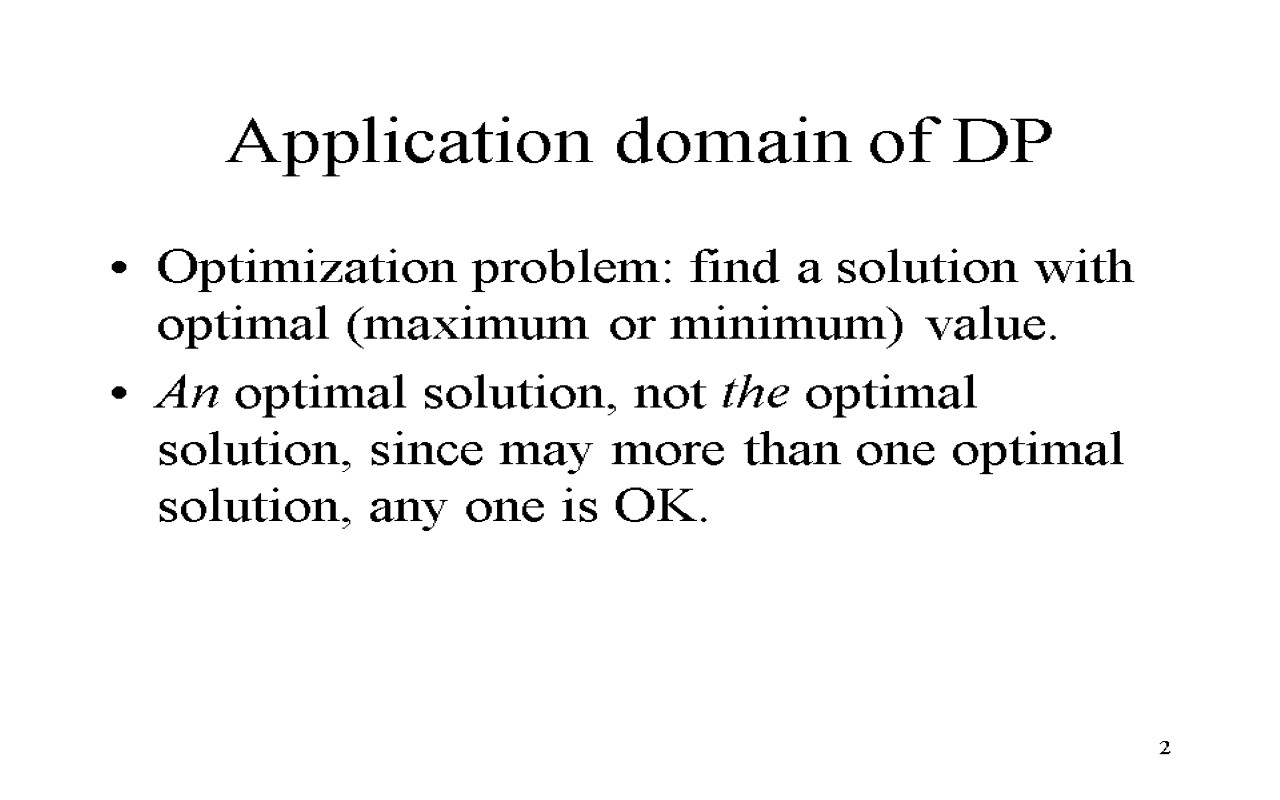 Application domain of DP
• Optimization problem: find a solution with
optimal (maximum or minimum) value.
• An optimal solution, not the optimal
solution, since may more than one optimal
solution, any one is OK.
2